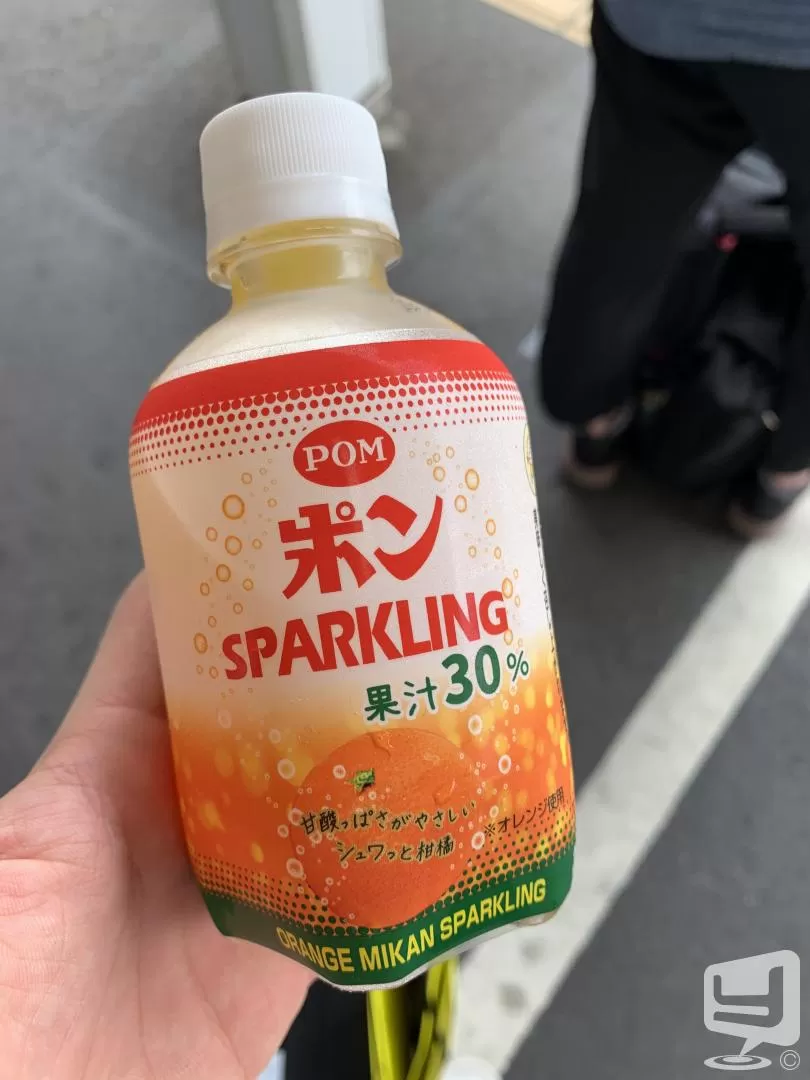 POM
ポン
SPARKLING
果汁30%
甘酸っぱさがやさしい
シュワっと柑橘
※オレンジ使用
ORANGE MIKAN SPARKLING